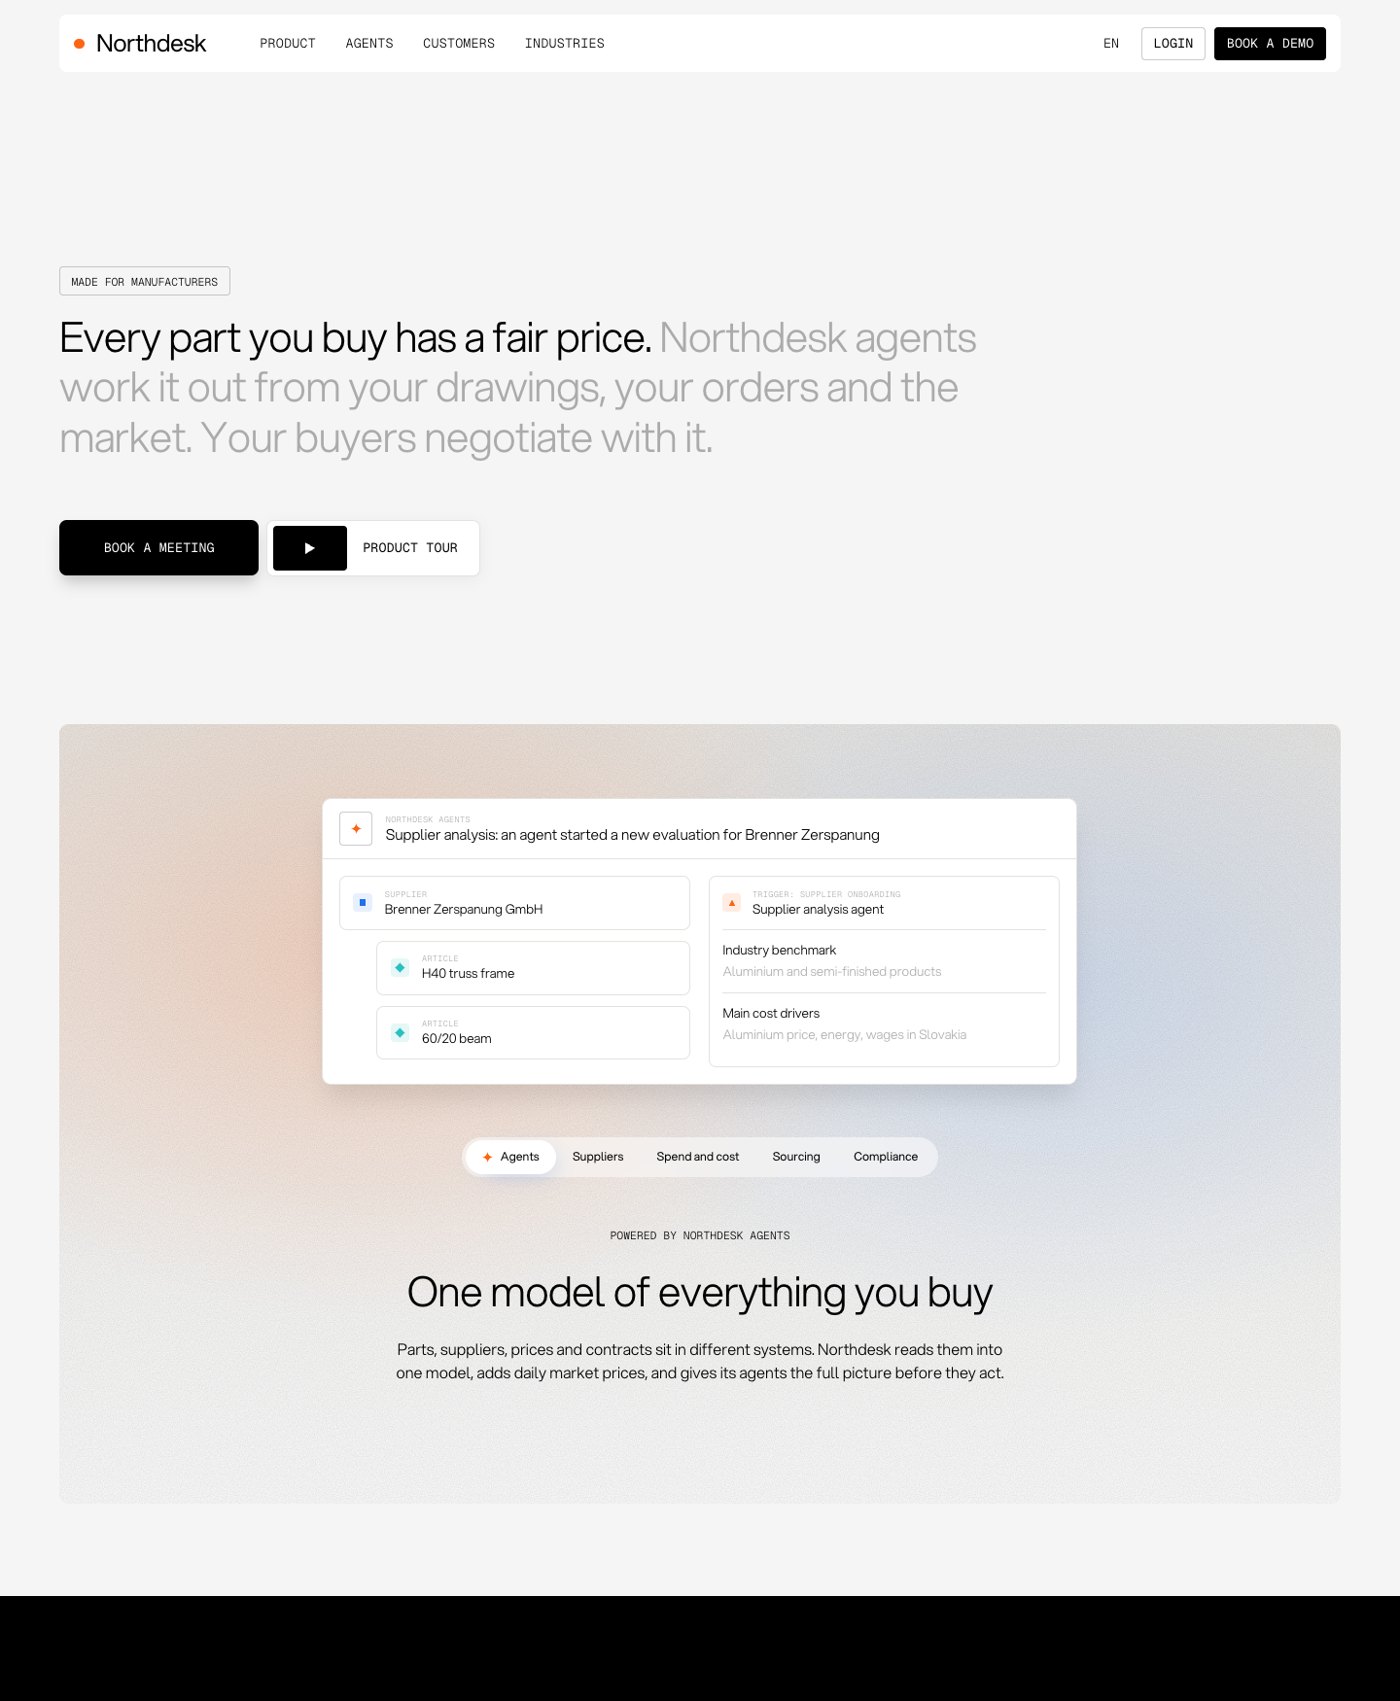 Northdesk
PRODUCT
AGENTS
CUSTOMERS
INDUSTRIES
EN
LOGIN
BOOK A DEMO
MADE FOR MANUFACTURERS
Every part you buy has a fair price. Northdesk agents
work it out from your drawings, your orders and the
market. Your buyers negotiate with it.
BOOK A MEETING
PRODUCT TOUR
NORTHDESK AGENTS
Supplier analysis: an agent started a new evaluation for Brenner Zerspanung
SUPPLIER
Brenner Zerspanung GmbH
ARTICLE
H40 truss frame
ARTICLE
60/20 beam
TRIGGER: SUPPLIER ONBOARDING
Supplier analysis agent
Industry benchmark
Aluminium and semi-finished products
Main cost drivers
Aluminium price, energy, wages in Slovakia
Agents
Suppliers
Spend and cost
Sourcing
Compliance
POWERED BY NORTHDESK AGENTS
One model of everything you buy
Parts, suppliers, prices and contracts sit in different systems. Northdesk reads them into
one model, adds daily market prices, and gives its agents the full picture before they act.